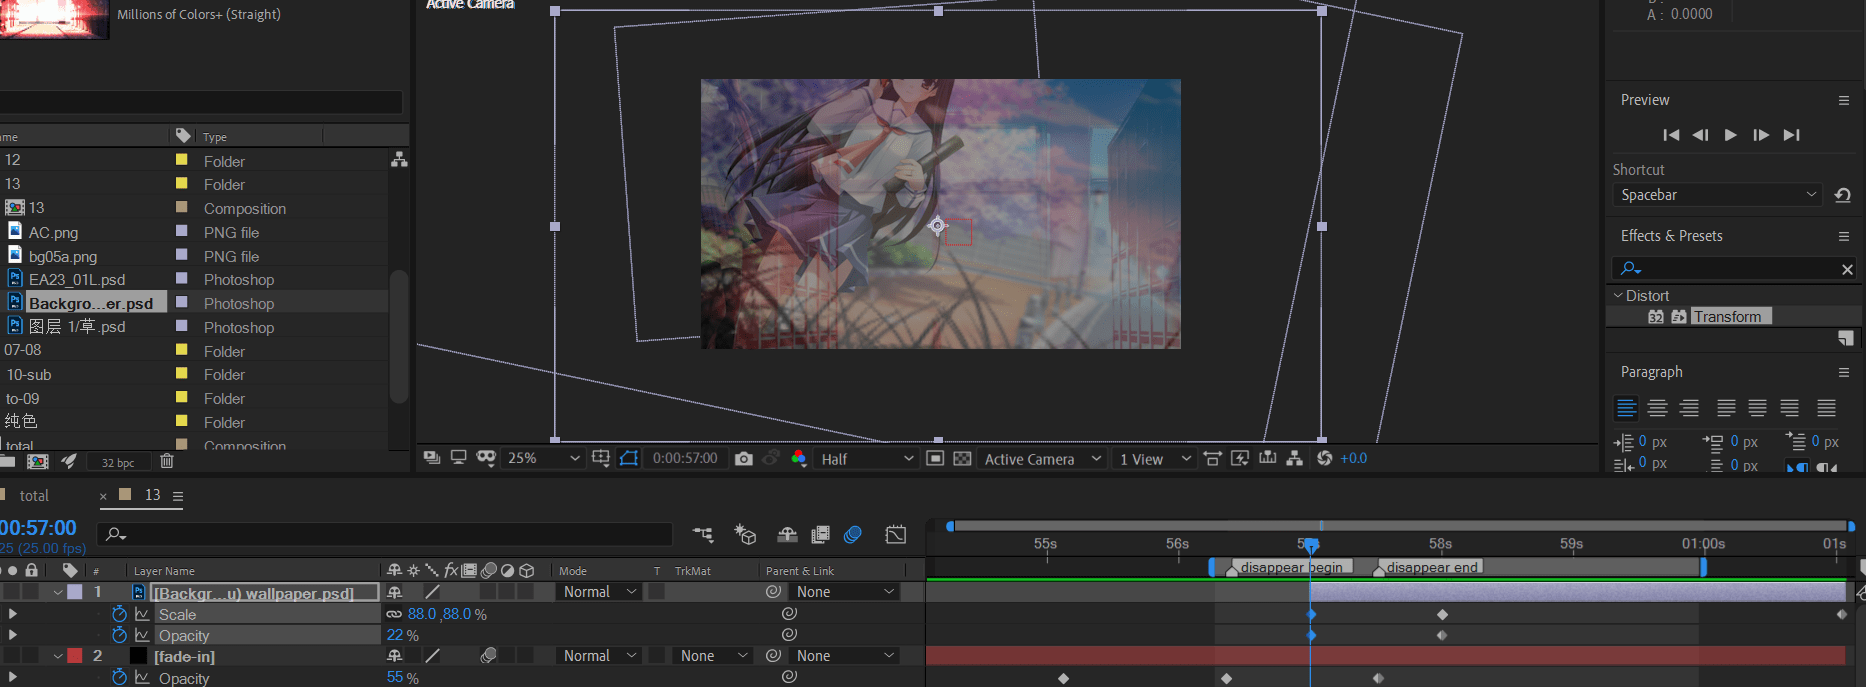 Millions of Colors+ (Straight)
Active Camera
A : 0.0000
Preview
Shortcut
Spacebar
Effects & Presets
Distort
32 Transform
Paragraph
0 px 0 px 0 px
0 px 0 px
Type
12 Folder
13 Folder
13 Composition
AC.png PNG file
bg05a.png PNG file
EA23_01L.psd Photoshop
Backgro...er.psd Photoshop
图层 1/草.psd Photoshop
07-08 Folder
10-sub Folder
to-09 Folder
纯色 Folder
total Composition
32 bpc
25% 0:00:57:00 Half Active Camera 1 View +0.0
total × 13
00:57:00
25 (25.00 fps)
# Layer Name fx Mode T TrkMat Parent & Link
55s 56s 58s 59s 01:00s 01s
disappear begin disappear end
1 [[Backgr...u) wallpaper.psd] Normal None
Scale 88.0,88.0 %
Opacity 22 %
2 [fade-in] Normal None None
Opacity 55 %